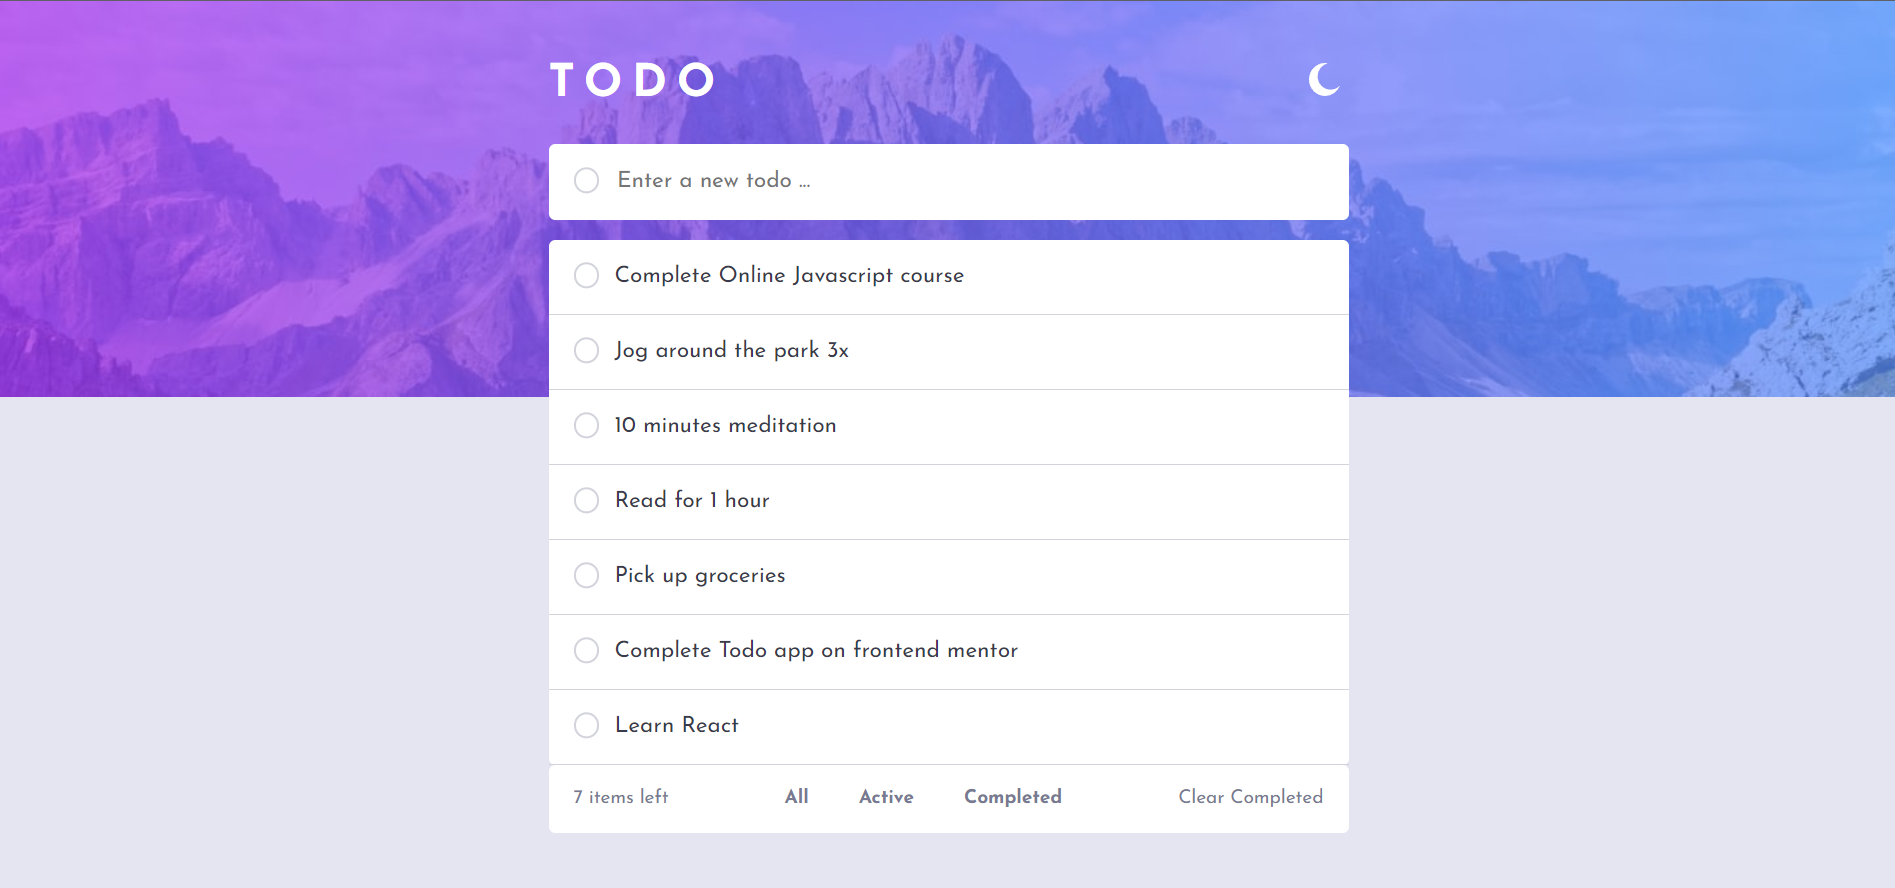 TODO
Enter a new todo ...
Complete Online Javascript course
Jog around the park 3x
10 minutes meditation
Read for 1 hour
Pick up groceries
Complete Todo app on frontend mentor
Learn React
7 items left All Active Completed Clear Completed